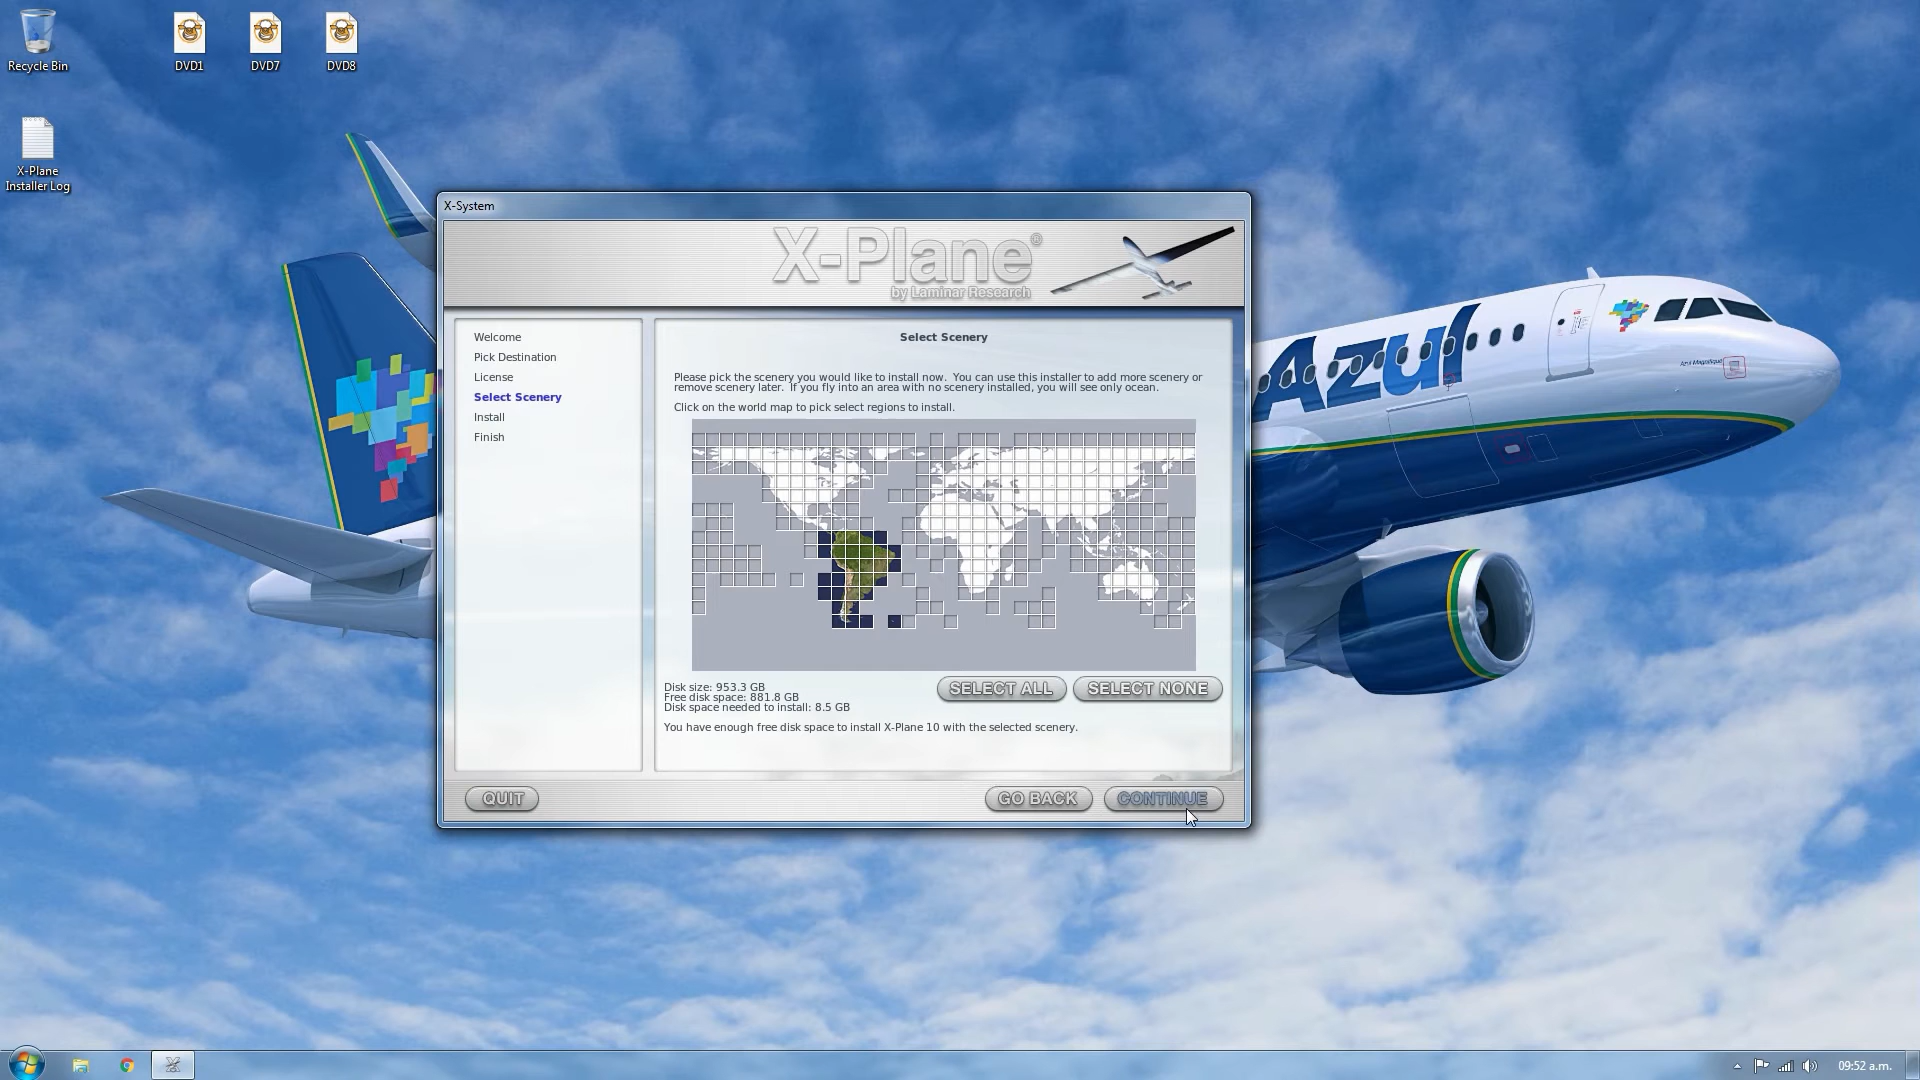 Recycle Bin
DVD1
DVD7
DVD8
X-Plane
Installer Log
X-System
X-Plane®
by Laminar Research
Welcome
Pick Destination
License
Select Scenery
Install
Finish
Select Scenery
Please pick the scenery you would like to install now. You can use this installer to add more scenery or
remove scenery later. If you fly into an area with no scenery installed, you will see only ocean.
Click on the world map to pick select regions to install.
Disk size: 953.3 GB
Free disk space: 881.8 GB
Disk space needed to install: 8.5 GB
SELECT ALL
SELECT NONE
You have enough free disk space to install X-Plane 10 with the selected scenery.
QUIT
GO BACK
CONTINUE
Azul
Azul Magnifique
09:52 a.m.